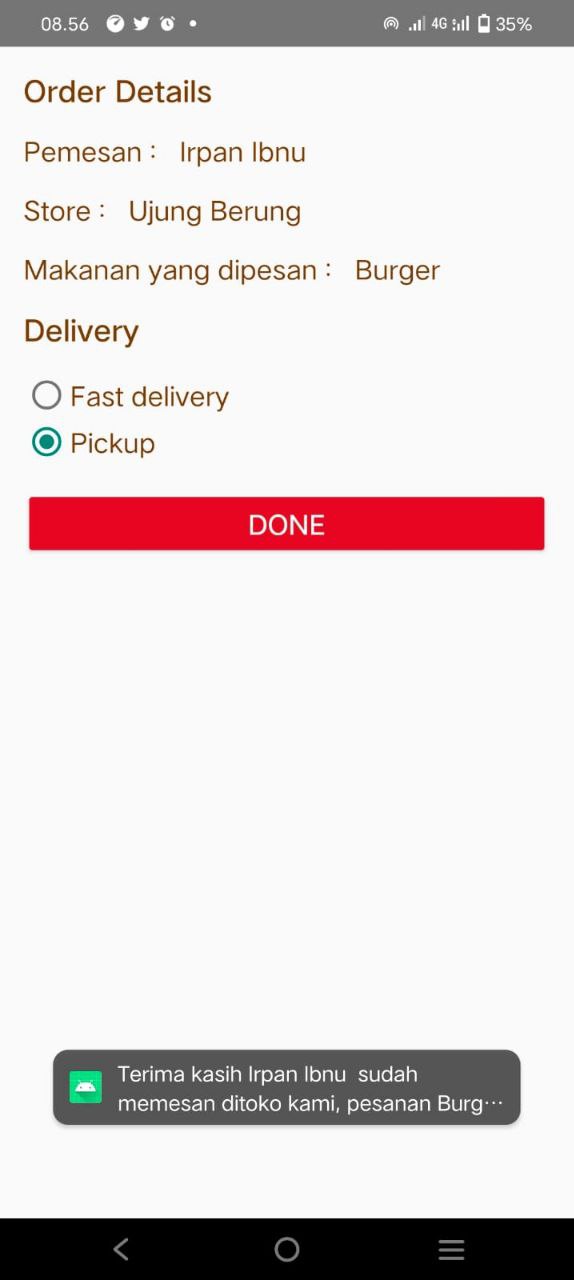 08.56
4G
35%
Order Details
Pemesan : Irpan Ibnu
Store : Ujung Berung
Makanan yang dipesan : Burger
Delivery
Fast delivery
Pickup
DONE
Terima kasih Irpan Ibnu  sudah
memesan ditoko kami, pesanan Burg···